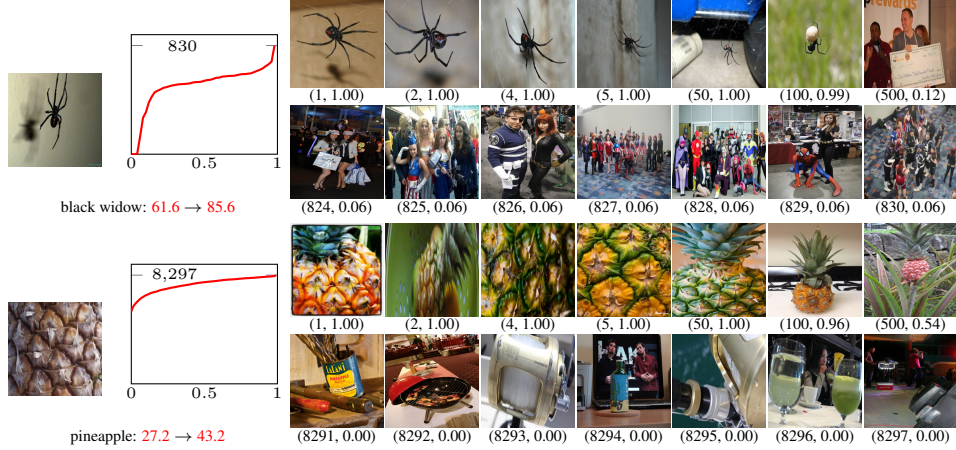 830
0 0.5 1
black widow: 61.6 → 85.6
rewards
(1, 1.00) (2, 1.00) (4, 1.00) (5, 1.00) (50, 1.00) (100, 0.99) (500, 0.12)
(824, 0.06) (825, 0.06) (826, 0.06) (827, 0.06) (828, 0.06) (829, 0.06) (830, 0.06)
8,297
0 0.5 1
pineapple: 27.2 → 43.2
(1, 1.00) (2, 1.00) (4, 1.00) (5, 1.00) (50, 1.00) (100, 0.96) (500, 0.54)
(8291, 0.00) (8292, 0.00) (8293, 0.00) (8294, 0.00) (8295, 0.00) (8296, 0.00) (8297, 0.00)